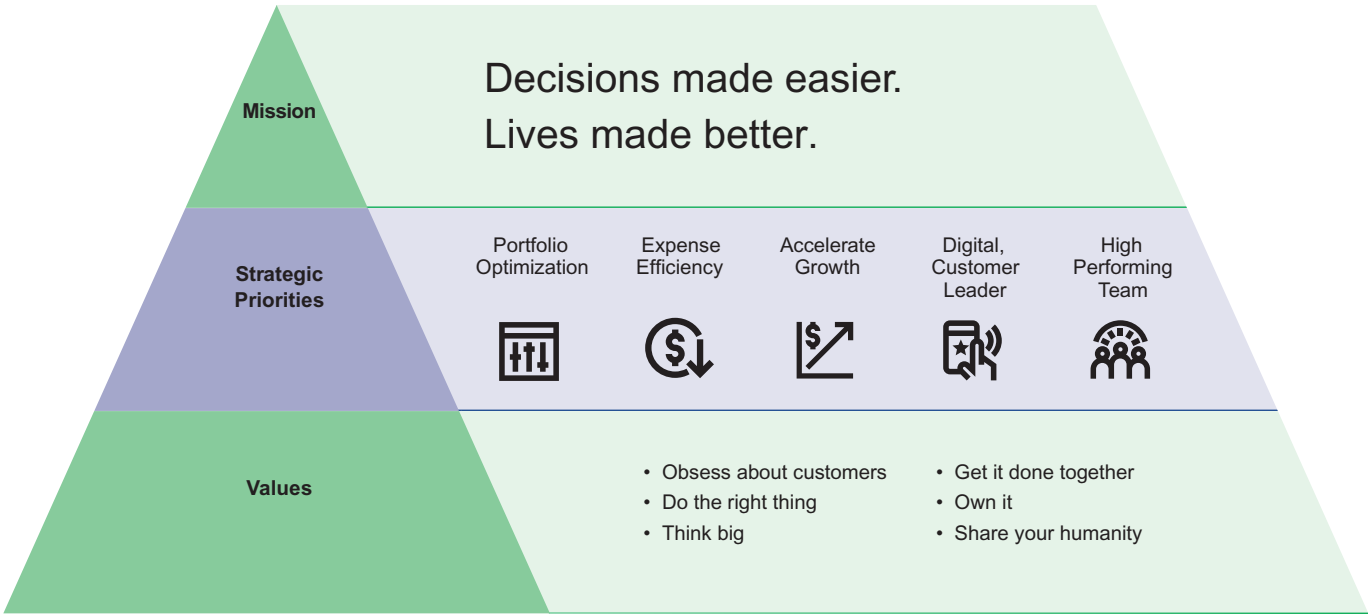 Mission
Decisions made easier.
Lives made better.
Strategic
Priorities
Portfolio
Optimization
Expense
Efficiency
Accelerate
Growth
Digital,
Customer
Leader
High
Performing
Team
$
$
Values
• Obsess about customers
• Do the right thing
• Think big
• Get it done together
• Own it
• Share your humanity